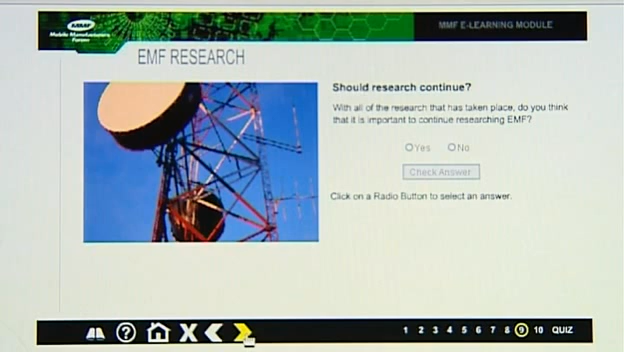 MMF
Mobile Manufacturers
Forum
MMF E-LEARNING MODULE
EMF RESEARCH
Should research continue?
With all of the research that has taken place, do you think
that it is important to continue researching EMF?
Yes No
Check Answer
Click on a Radio Button to select an answer.
? X 1 2 3 4 5 6 7 8 9 10 QUIZ